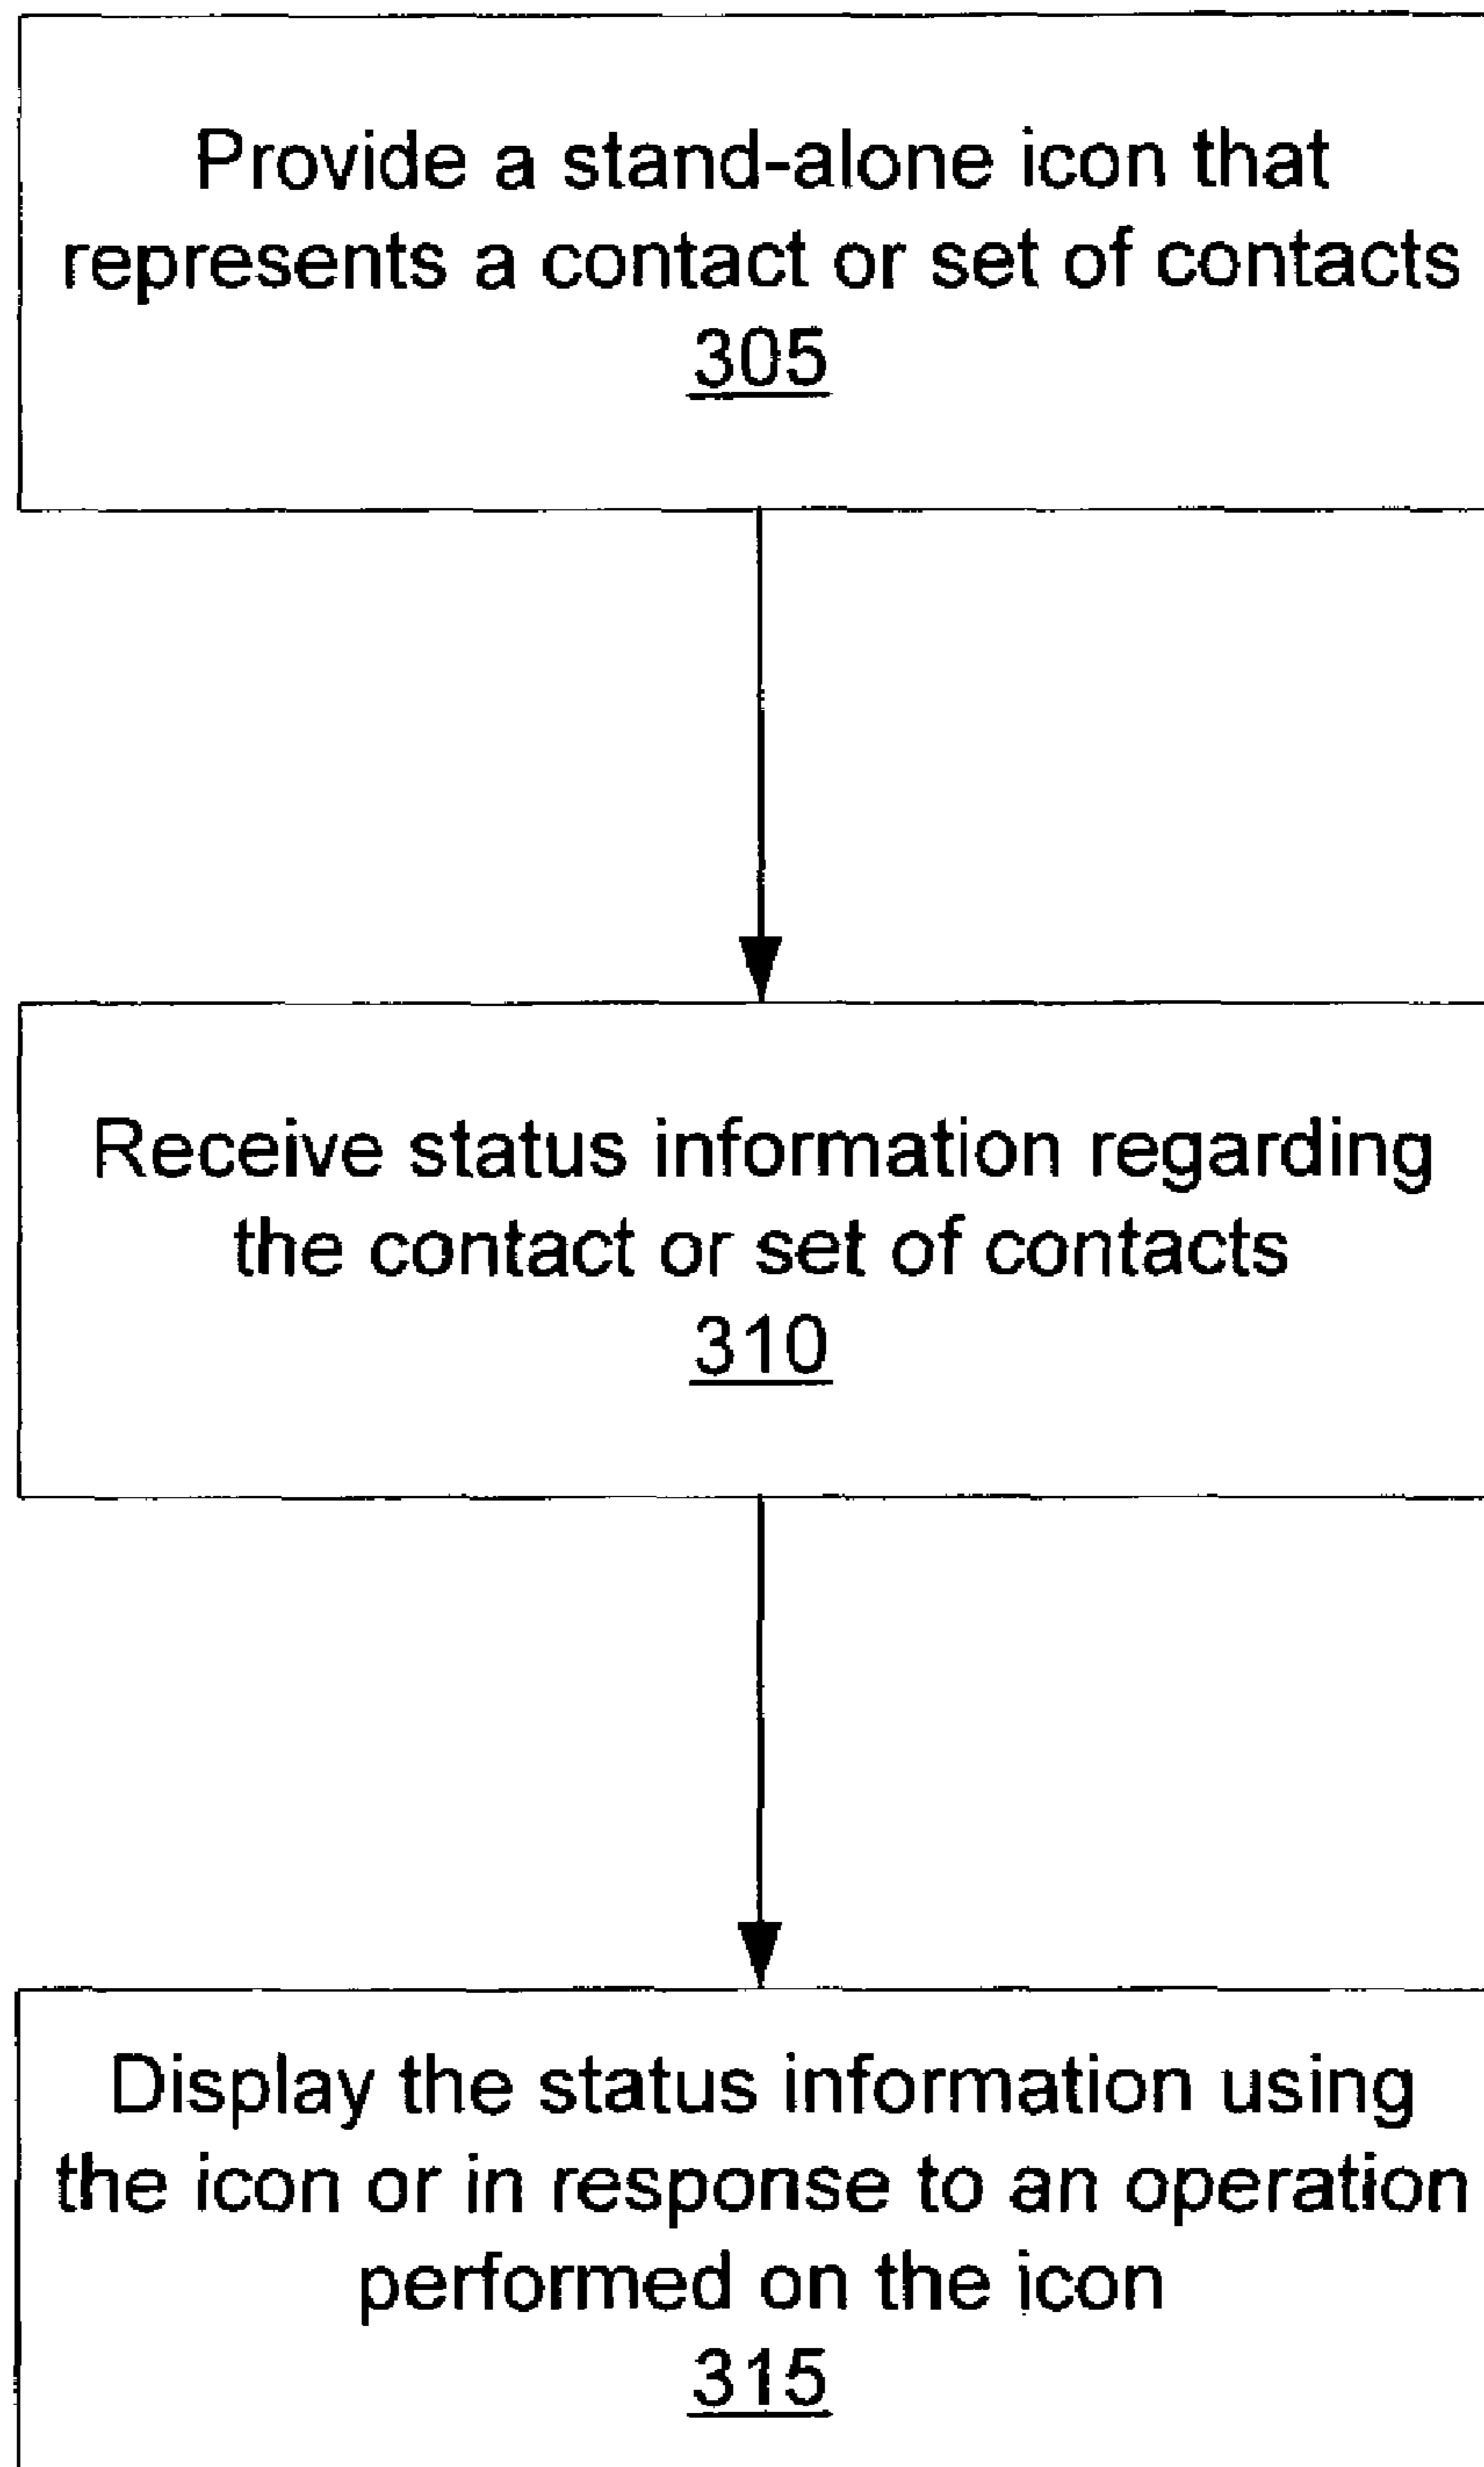 Provide a stand-alone icon that
represents a contact or set of contacts
305
Receive status information regarding
the contact or set of contacts
310
Display the status information using
the icon or in response to an operation
performed on the icon
315